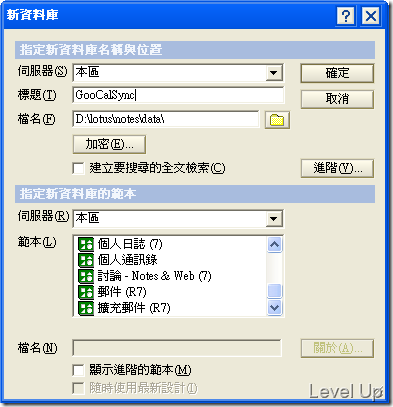 新資料庫
指定新資料庫名稱與位置
伺服器(S) 本區 確定
標題(T) GooCalSync 取消
檔名(F) D:\lotus\notes\data\
加密(E)...
建立要搜尋的全文檢索(C) 進階(V)...
指定新資料庫的範本
伺服器(R) 本區
範本(L) 個人日誌 (7)
個人通訊錄
討論 - Notes & Web (7)
郵件 (R7)
擴充郵件 (R7)
檔名(N) 關於(A)...
顯示進階的範本(M)
隨時使用最新設計(I)
Level Up